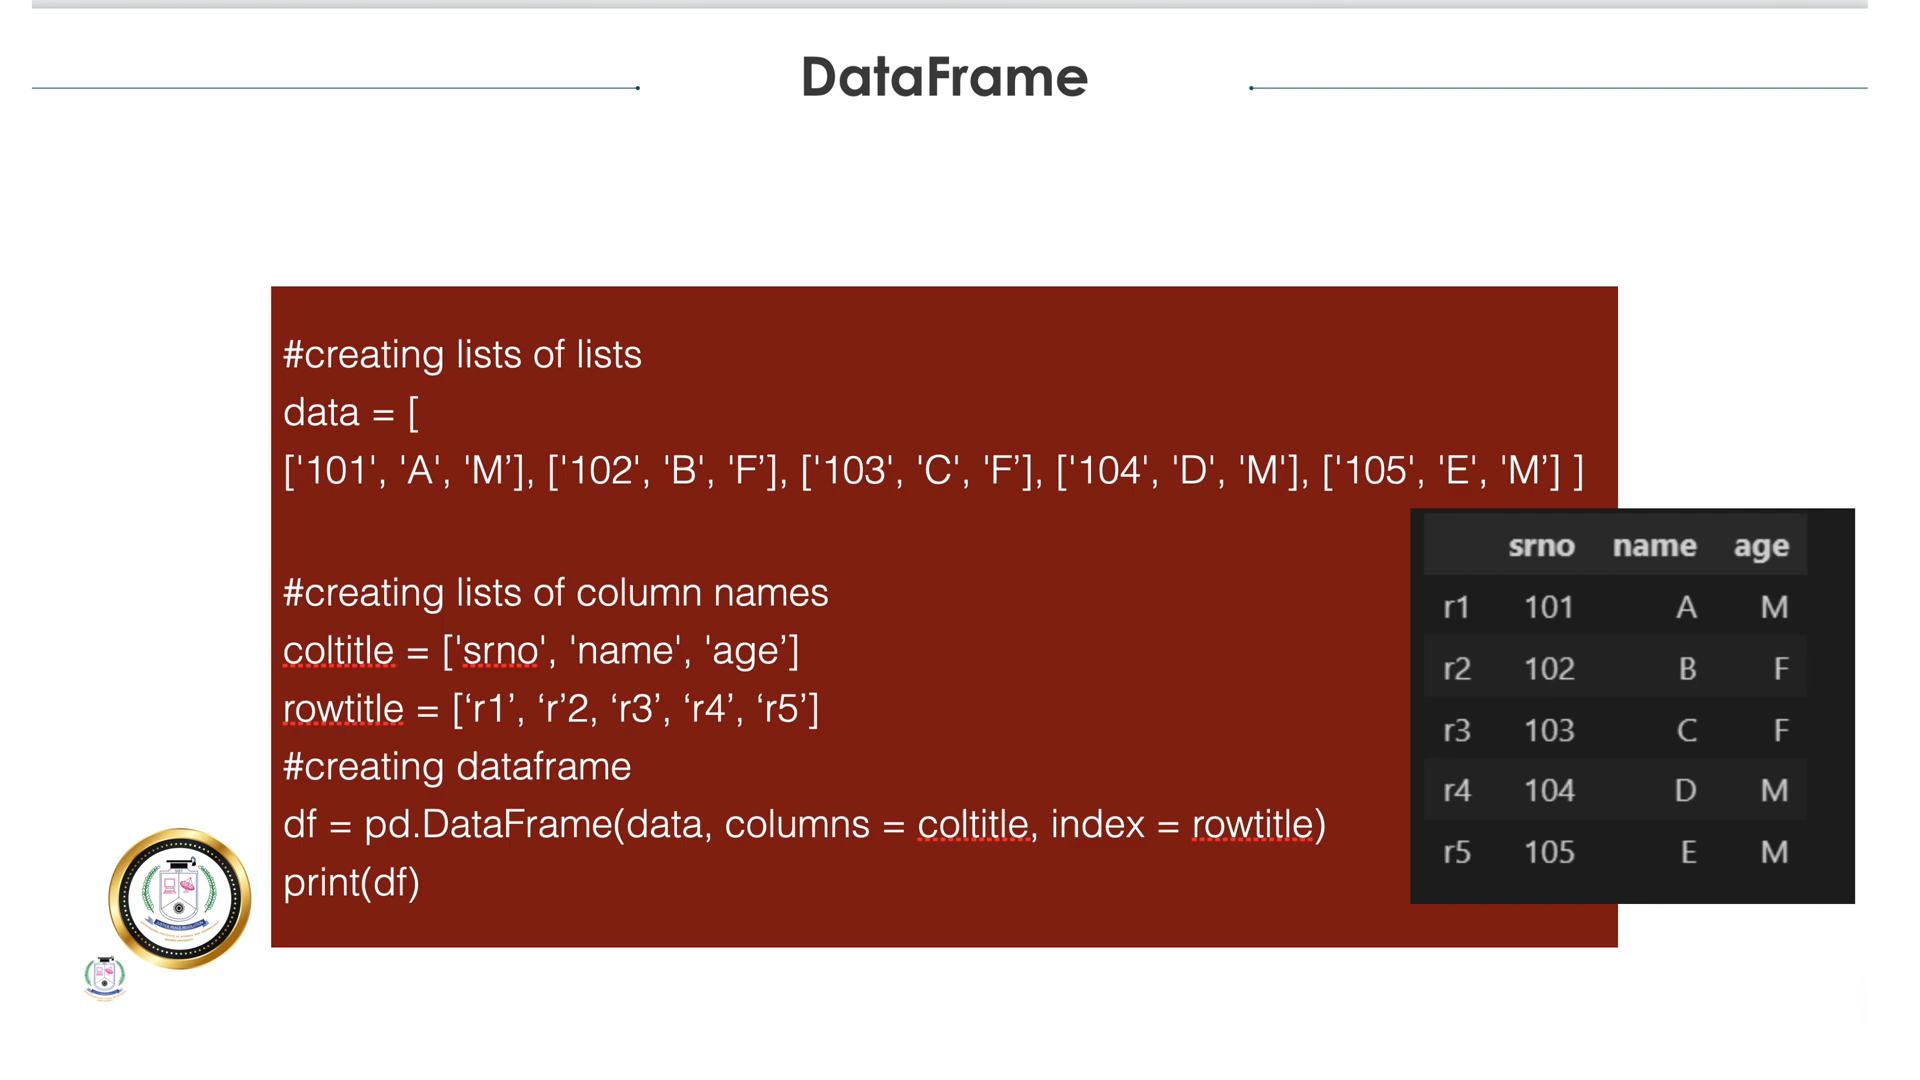 DataFrame
#creating lists of lists
data = [
['101', 'A', 'M’], ['102', 'B', 'F’], ['103', 'C', 'F’], ['104', 'D', 'M'], ['105', 'E', 'M’] ]
#creating lists of column names
coltitle = ['srno', 'name', 'age’]
rowtitle = [‘r1’, ‘r’2, ‘r3’, ‘r4’, ‘r5’]
#creating dataframe
df = pd.DataFrame(data, columns = coltitle, index = rowtitle)
print(df)
srno name age
r1 101 A M
r2 102 B F
r3 103 C F
r4 104 D M
r5 105 E M